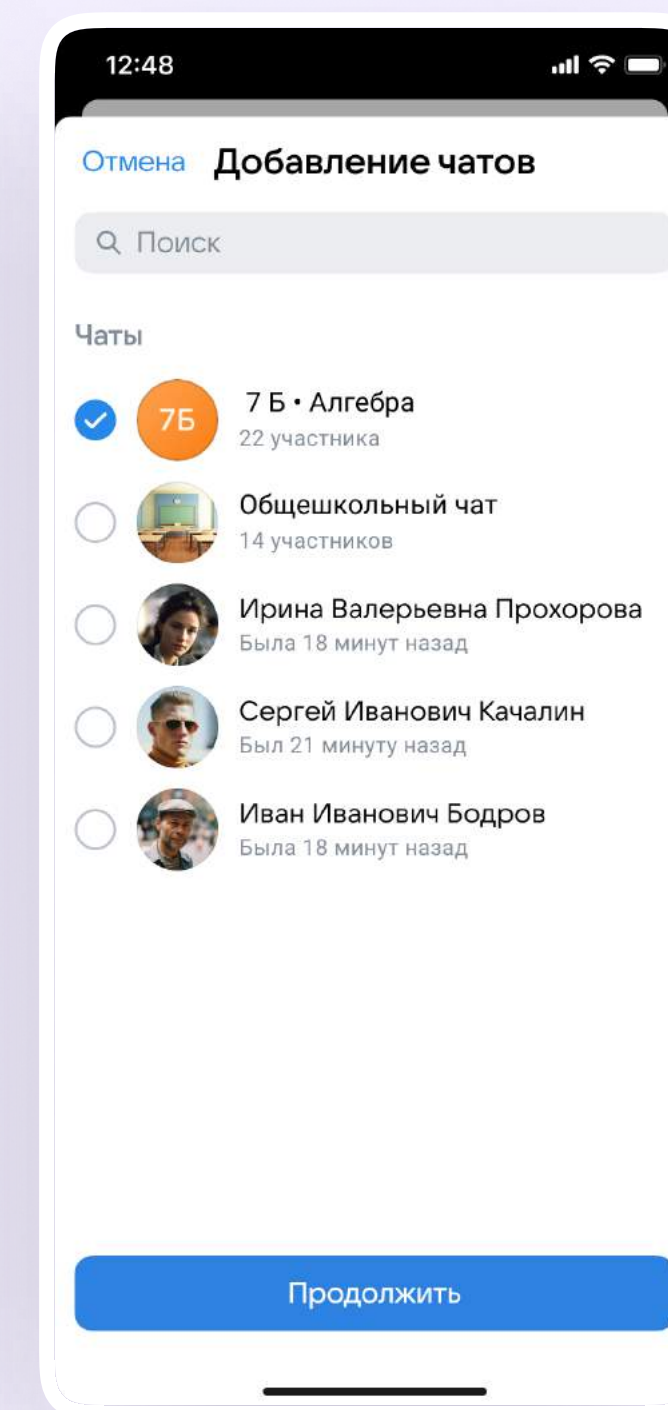 12:48
Отмена Добавление чатов
Поиск
Чаты
7Б 7 Б • Алгебра
22 участника
Общешкольный чат
14 участников
Ирина Валерьевна Прохорова
Была 18 минут назад
Сергей Иванович Качалин
Был 21 минуту назад
Иван Иванович Бодров
Была 18 минут назад
Продолжить